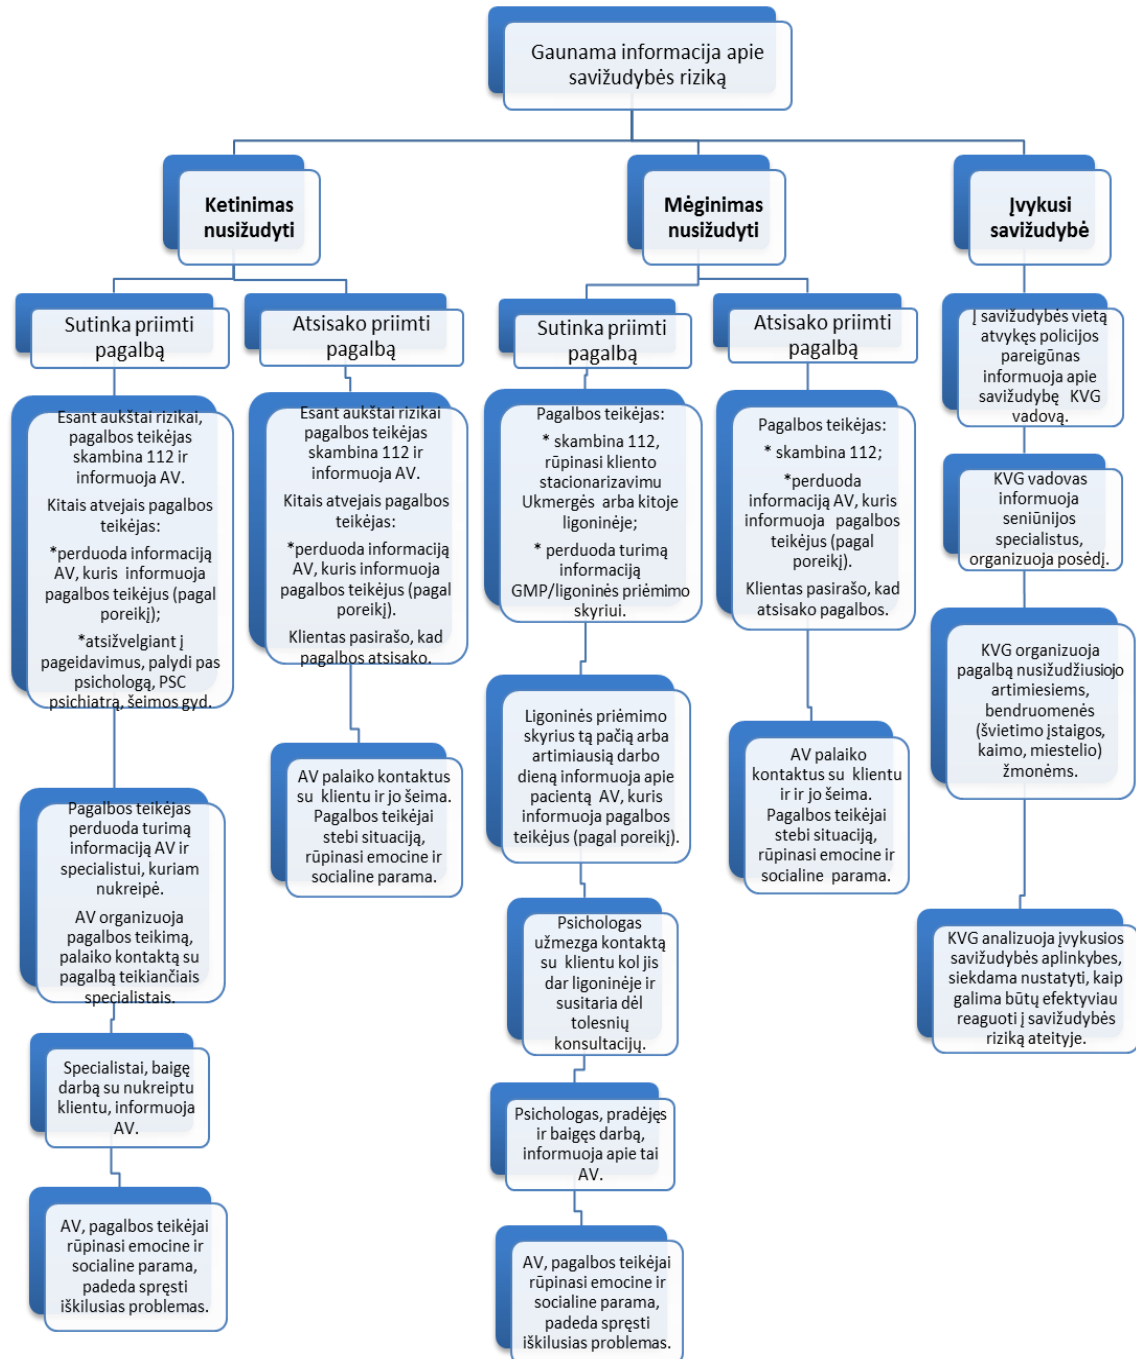 Gaunama informacija apie
savižudybės riziką
Ketinimas
nusižudyti
Mėginimas
nusižudyti
Įvykusi
savižudybė
Sutinka priimti
pagalbą
Atsisako priimti
pagalbą
Sutinka priimti
pagalbą
Atsisako priimti
pagalbą
Į savižudybės vietą
atvykęs policijos
pareigūnas
informuoja apie
savižudybę KVG
vadovą.
Esant aukštai rizikai,
pagalbos teikėjas
skambina 112 ir
informuoja AV.
Kitais atvejais pagalbos
teikėjas:
*perduoda informaciją
AV, kuris informuoja
pagalbos teikėjus (pagal
poreikį);
*atsižvelgiant į
pageidavimus, palydi pas
psichologą, PSC
psichiatrą, šeimos gyd.
Esant aukštai rizikai
pagalbos teikėjas
skambina 112 ir
informuoja AV.
Kitais atvejais pagalbos
teikėjas:
*perduoda informaciją
AV, kuris informuoja
pagalbos teikėjus (pagal
poreikį).
Klientas pasirašo, kad
pagalbos atsisako.
Pagalbos teikėjas:
* skambina 112,
rūpinasi kliento
stacionarizavimu
Ukmergės arba kitoje
ligoninėje;
* perduoda turimą
informaciją
GMP/ligoninės priėmimo
skyriui.
Pagalbos teikėjas:
* skambina 112;
*perduoda
informaciją AV, kuris
informuoja pagalbos
teikėjus (pagal
poreikį).
Klientas pasirašo, kad
atsisako pagalbos.
KVG vadovas
informuoja
seniūnijos
specialistus,
organizuoja posėdį.
KVG organizuoja
pagalbą nusižudžiusiojo
artimiesiems,
bendruomenės
(švietimo įstaigos,
kaimo, miestelio)
žmonėms.
Ligoninės priėmimo
skyrius tą pačią arba
artimiausią darbo
dieną informuoja apie
pacientą AV, kuris
informuoja pagalbos
teikėjus (pagal poreikį).
AV palaiko kontaktus
su klientu ir jo šeima.
Pagalbos teikėjai
stebi situaciją,
rūpinasi emocine ir
socialine parama.
AV palaiko
kontaktus su klientu
ir ir jo šeima.
Pagalbos teikėjai
stebi situaciją,
rūpinasi emocine ir
socialine parama.
Pagalbos teikėjas
perduoda turimą
informaciją AV ir
specialistui, kuriam
nukreipė.
AV organizuoja
pagalbos teikimą,
palaiko kontaktą su
pagalbą teikiančiais
specialistais.
Psichologas
užmezga kontaktą
su klientu kol jis
dar ligoninėje ir
susitaria dėl
tolesnių
konsultacijų.
KVG analizuoja įvykusios
savižudybės aplinkybes,
siekdama nustatyti, kaip
galima būtų efektyviau
reaguoti į savižudybės
riziką ateityje.
Specialistai, baigę
darbą su nukreiptu
klientu, informuoja
AV.
Psichologas, pradėjęs
ir baigęs darbą,
informuoja apie tai
AV.
AV, pagalbos teikėjai
rūpinasi emocine ir
socialine parama,
padeda spręsti
iškilusias problemas.
AV, pagalbos teikėjai
rūpinasi emocine ir
socialine parama,
padeda spręsti
iškilusias problemas.